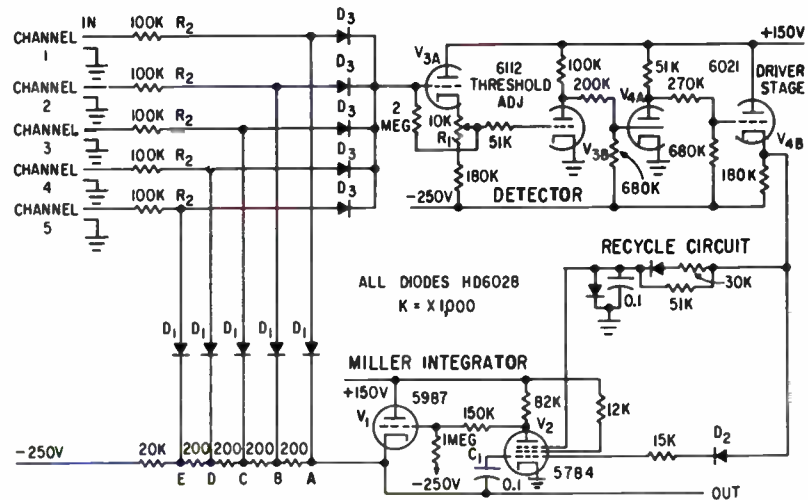 IN
CHANNEL 1
100K R2
D3
CHANNEL 2
100K R2
D3
CHANNEL 3
100K R2
D3
CHANNEL 4
100K R2
D3
CHANNEL 5
100K R2
D3
V3A
6112
THRESHOLD
ADJ
2
MEG
10K
R1
51K
180K
-250V
DETECTOR
100K
200K
V3B
680K
51K
V4A
270K
680K
6021
+150V
DRIVER
STAGE
V4B
180K
RECYCLE CIRCUIT
30K
51K
0.1
ALL DIODES HD6028
K = X1,000
D1
D1
D1
D1
D1
MILLER INTEGRATOR
+150V
5987
V1
150K
82K
V2
12K
1MEG
-250V
C1
0.1
5784
15K
D2
OUT
-250V
20K
200
200
200
200
E
D
C
B
A